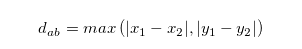 d_{ab} = max (|x_1 − x_2|, |y_1 − y_2|)